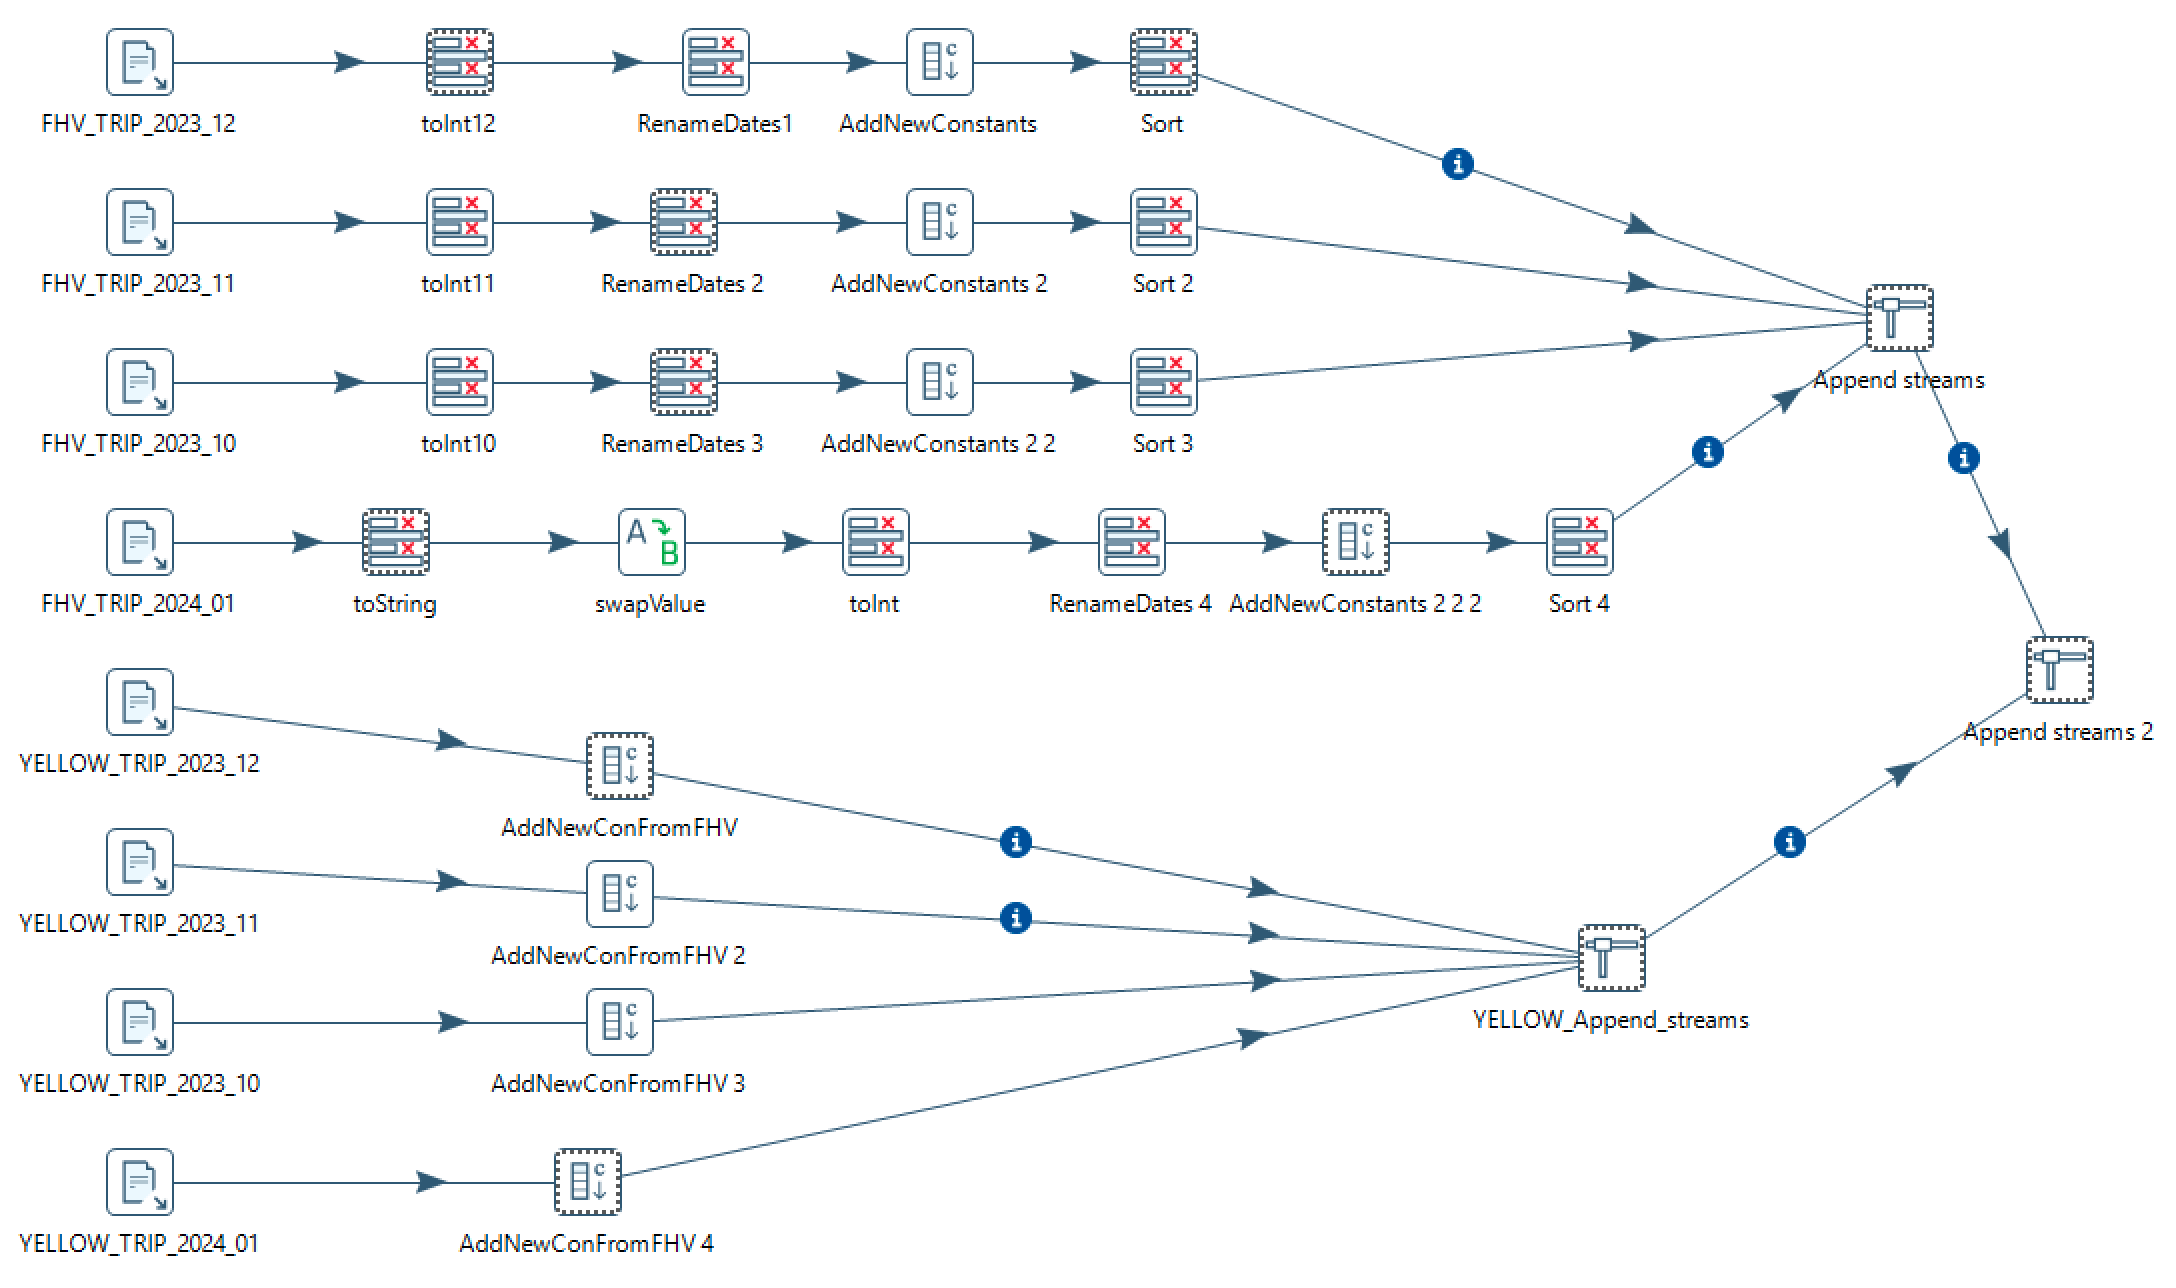 FHV_TRIP_2023_12
toInt12
RenameDates1
AddNewConstants
Sort
FHV_TRIP_2023_11
toInt11
RenameDates 2
AddNewConstants 2
Sort 2
Append streams
FHV_TRIP_2023_10
toInt10
RenameDates 3
AddNewConstants 2 2
Sort 3
FHV_TRIP_2024_01
toString
swapValue
toInt
RenameDates 4
AddNewConstants 2 2 2
Sort 4
Append streams 2
YELLOW_TRIP_2023_12
AddNewConFromFHV
YELLOW_TRIP_2023_11
AddNewConFromFHV 2
YELLOW_Append_streams
YELLOW_TRIP_2023_10
AddNewConFromFHV 3
YELLOW_TRIP_2024_01
AddNewConFromFHV 4